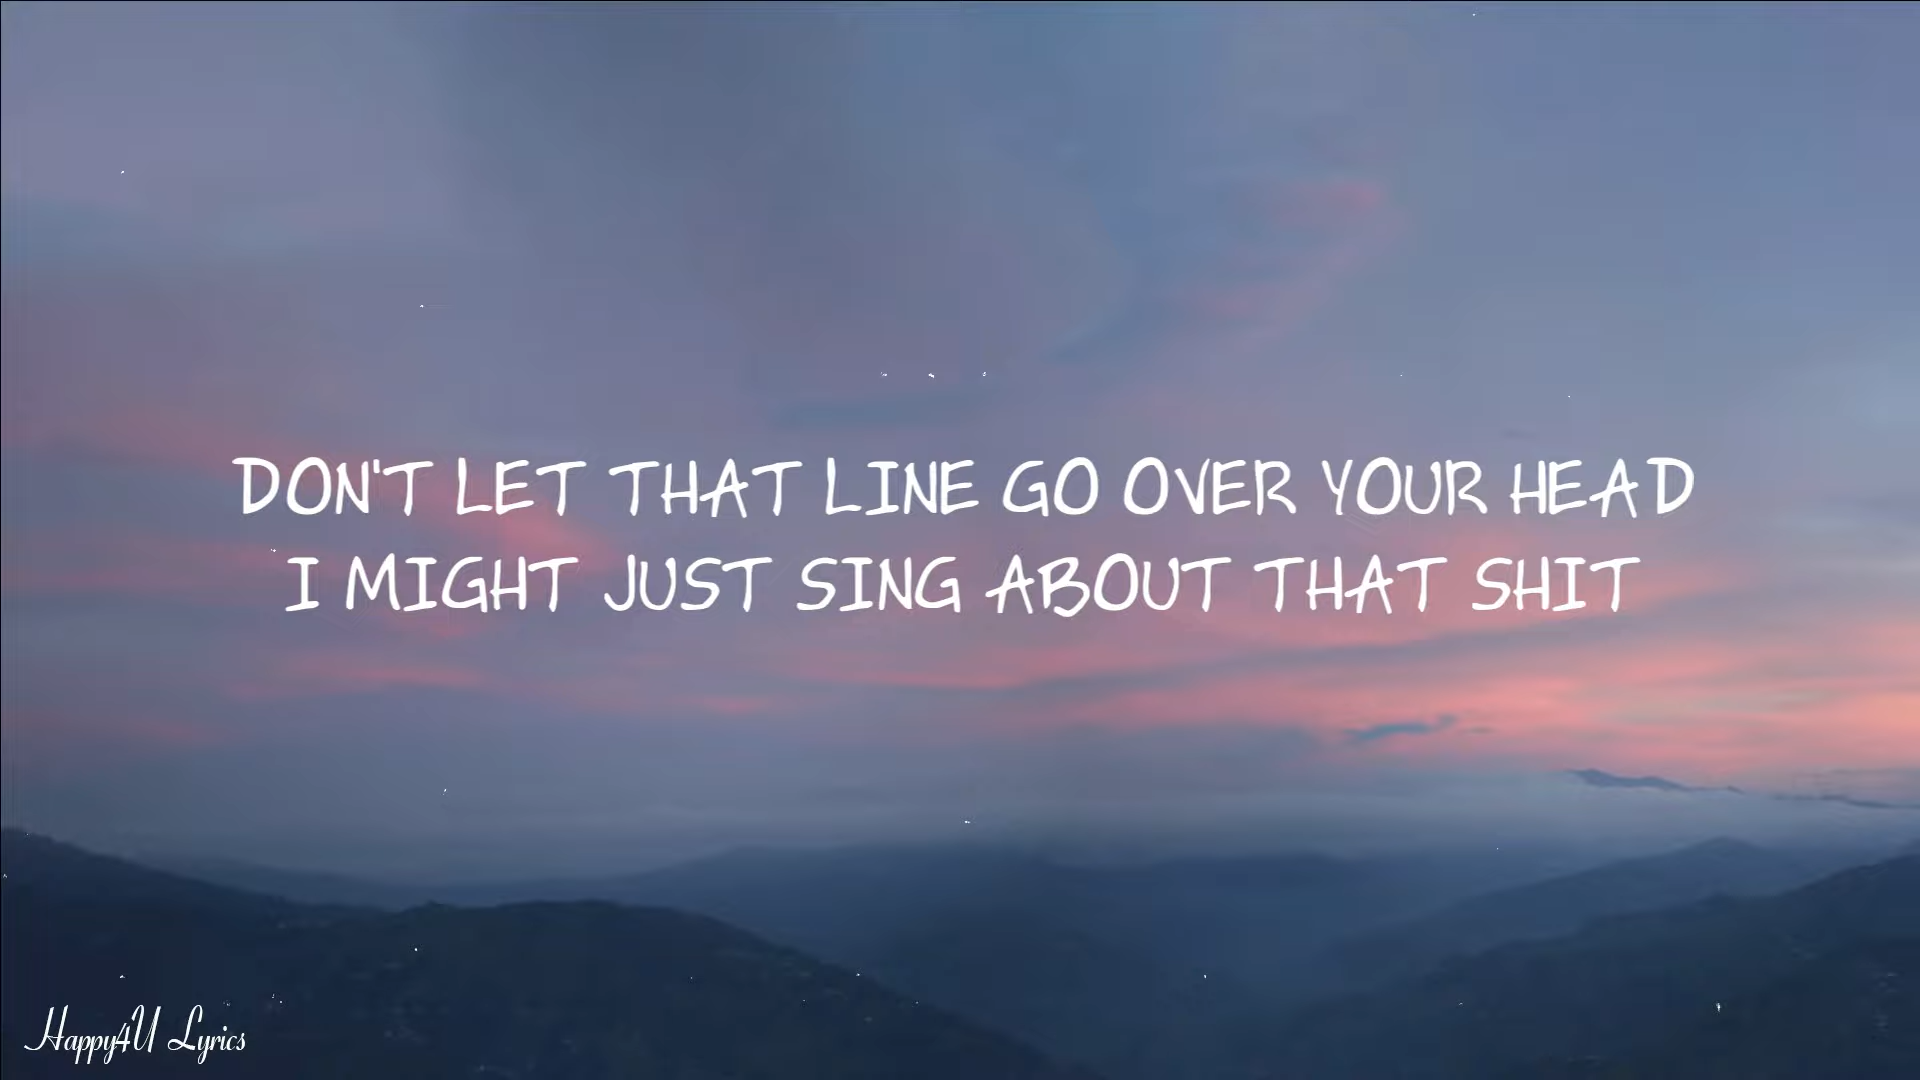 DON'T LET THAT LINE GO OVER YOUR HEAD
I MIGHT JUST SING ABOUT THAT SHIT
Happy4U Lyrics